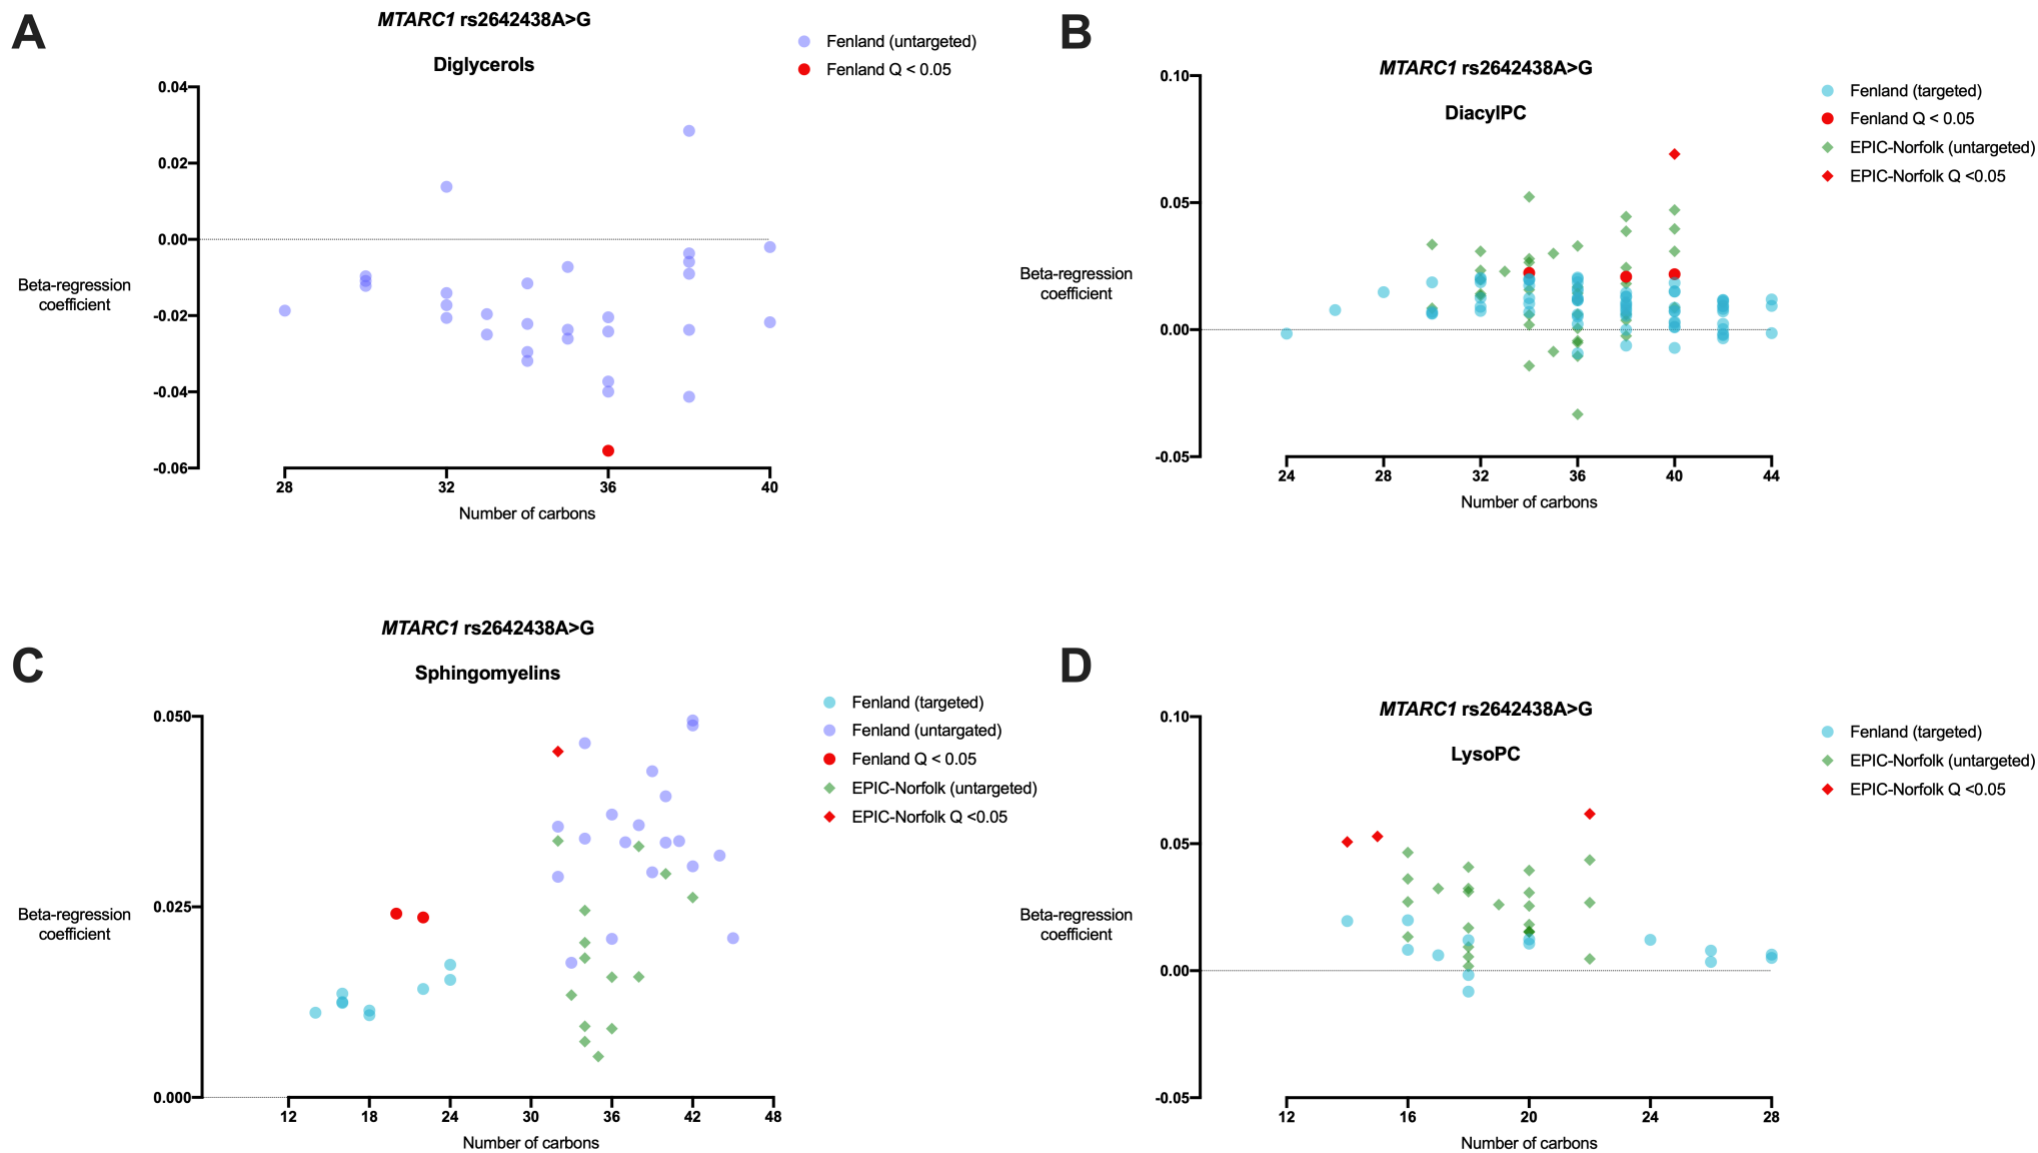 A
MTARC1 rs2642438A>G
Diglycerols
Fenland (untargeted)
Fenland Q < 0.05
0.04
0.02
0.00
-0.02
-0.04
-0.06
Beta-regression
coefficient
28 32 36 40
Number of carbons
B
MTARC1 rs2642438A>G
DiacylPC
Fenland (targeted)
Fenland Q < 0.05
EPIC-Norfolk (untargeted)
EPIC-Norfolk Q <0.05
0.10
0.05
0.00
-0.05
Beta-regression
coefficient
24 28 32 36 40 44
Number of carbons
C
MTARC1 rs2642438A>G
Sphingomyelins
Fenland (targeted)
Fenland (untargated)
Fenland Q < 0.05
EPIC-Norfolk (untargeted)
EPIC-Norfolk Q <0.05
0.050
0.025
0.000
Beta-regression
coefficient
12 18 24 30 36 42 48
Number of carbons
D
MTARC1 rs2642438A>G
LysoPC
Fenland (targeted)
EPIC-Norfolk (untargeted)
EPIC-Norfolk Q <0.05
0.10
0.05
0.00
-0.05
Beta-regression
coefficient
12 16 20 24 28
Number of carbons